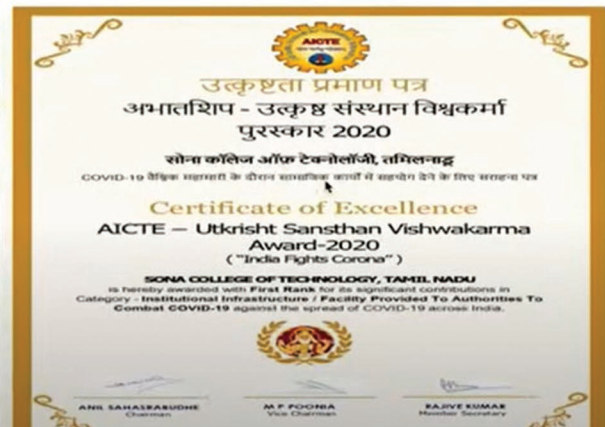 AICTE
उत्कृष्टता प्रमाण पत्र
अभातशिप - उत्कृष्ठ संस्थान विश्वकर्मा
पुरस्कार 2020
सोना कॉलेज ऑफ़ टेक्नोलॉजी, तमिलनाडू
COVID-19 वैश्विक महामारी के दौरान सामाजिक कार्यों में सहयोग देने के लिए सराहना पत्र
Certificate of Excellence
AICTE – Utkrisht Sansthan Vishwakarma
Award-2020
("India Fights Corona")
SONA COLLEGE OF TECHNOLOGY, TAMIL NADU
is hereby awarded with First Rank for its significant contributions in
Category - Institutional Infrastructure / Facility Provided To Authorities To
Combat COVID-19 against the spread of COVID-19 across India.
ANIL SAHASRABUDHE
Chairman
M P POONIA
Vice Chairman
RAJIVE KUMAR
Member Secretary